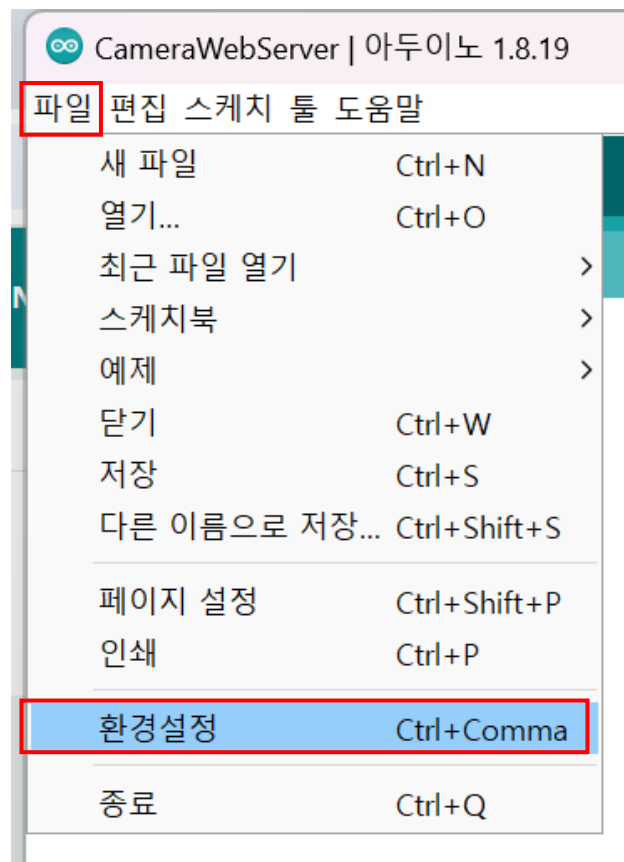 CameraWebServer | 아두이노 1.8.19
파일 편집 스케치 툴 도움말
새 파일 Ctrl+N
열기... Ctrl+O
최근 파일 열기
스케치북
예제
닫기 Ctrl+W
저장 Ctrl+S
다른 이름으로 저장... Ctrl+Shift+S
페이지 설정 Ctrl+Shift+P
인쇄 Ctrl+P
환경설정 Ctrl+Comma
종료 Ctrl+Q